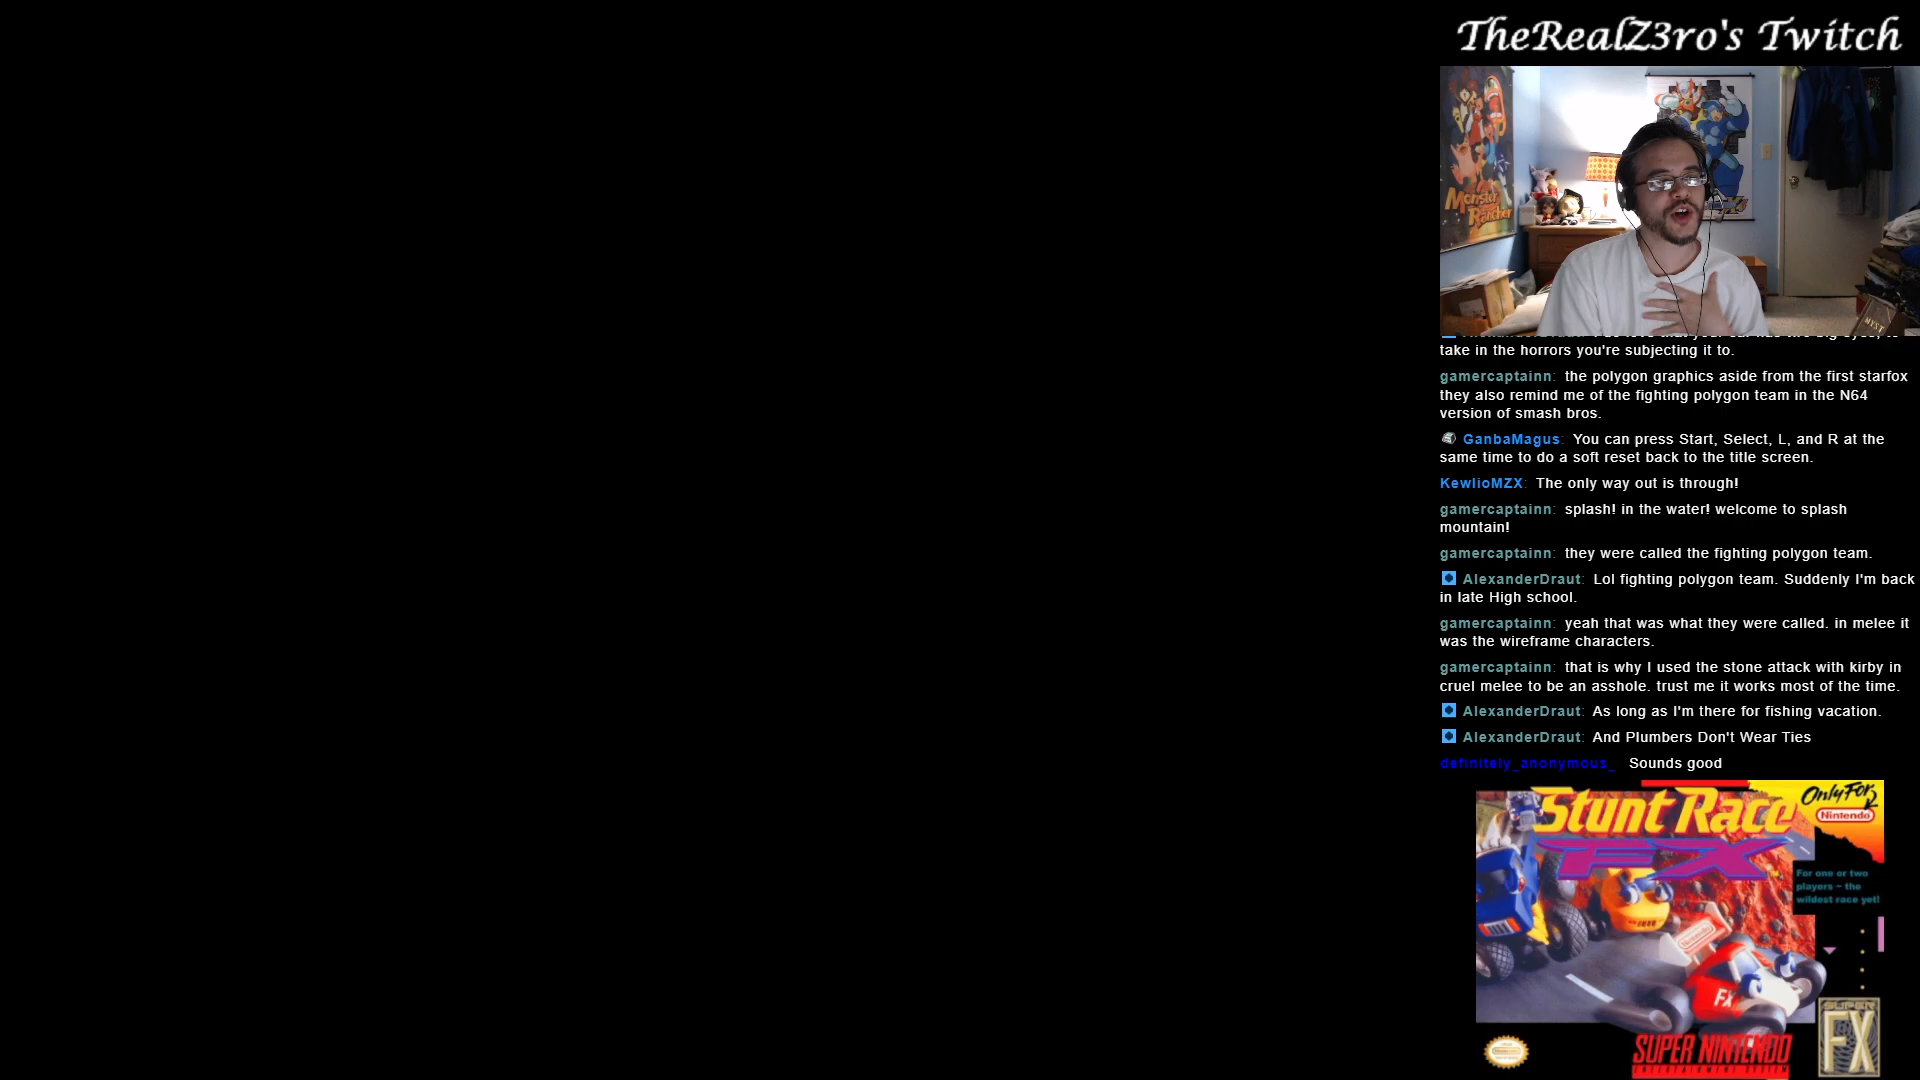 TheRealZ3ro's Twitch
Monster
Rancher
MYST
take in the horrors you're subjecting it to.
gamercaptainn: the polygon graphics aside from the first starfox
they also remind me of the fighting polygon team in the N64
version of smash bros.
GanbaMagus: You can press Start, Select, L, and R at the
same time to do a soft reset back to the title screen.
KewlioMZX: The only way out is through!
gamercaptainn: splash! in the water! welcome to splash
mountain!
gamercaptainn: they were called the fighting polygon team.
AlexanderDraut: Lol fighting polygon team. Suddenly I'm back
in late High school.
gamercaptainn: yeah that was what they were called. in melee it
was the wireframe characters.
gamercaptainn: that is why I used the stone attack with kirby in
cruel melee to be an asshole. trust me it works most of the time.
AlexanderDraut: As long as I'm there for fishing vacation.
AlexanderDraut: And Plumbers Don't Wear Ties
definitely_anonymous_ Sounds good
Stunt Race
FX
Only For
Nintendo
For one or two
players - the
wildest race yet!
Nintendo
FX
SUPER
FX
SUPER NINTENDO
ENTERTAINMENT SYSTEM